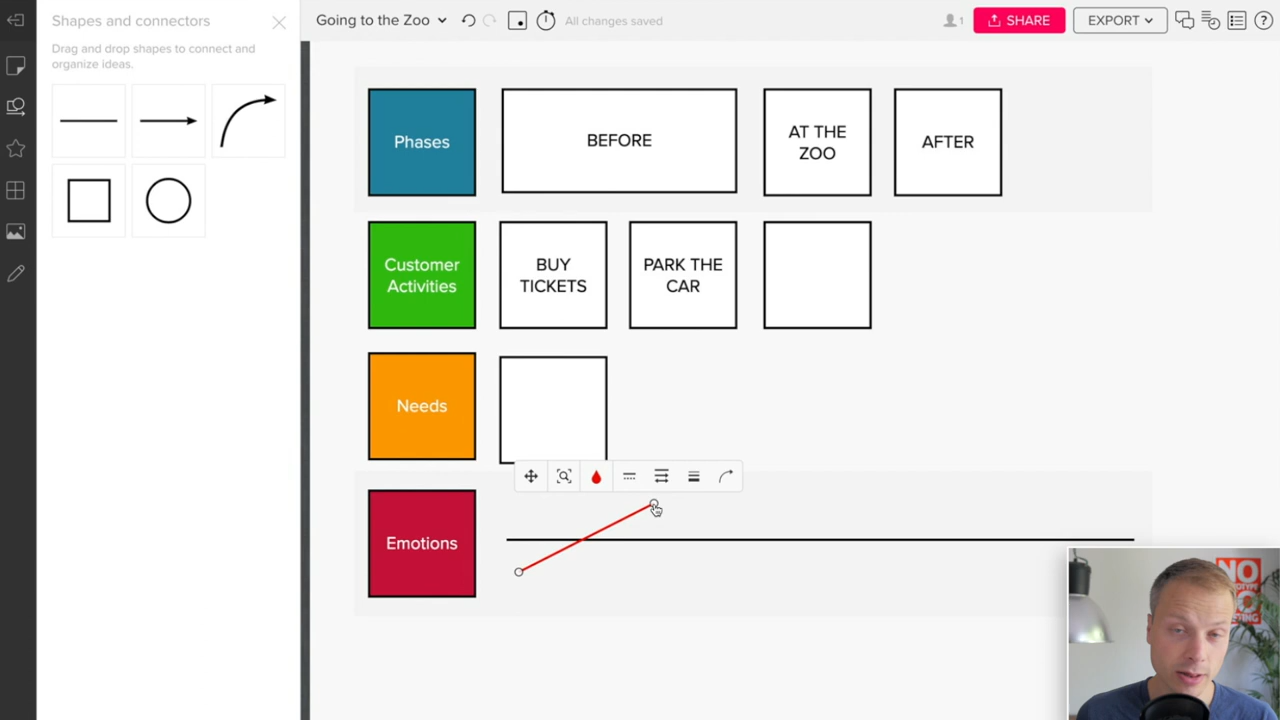 Shapes and connectors
Drag and drop shapes to connect and
organize ideas.
Going to the Zoo
All changes saved
1
SHARE
EXPORT
?
Phases
BEFORE
AT THE
ZOO
AFTER
Customer
Activities
BUY
TICKETS
PARK THE
CAR
Needs
Emotions
NO
NO